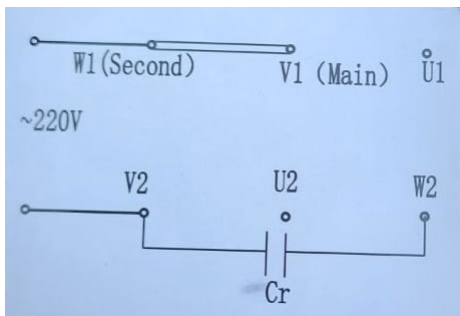 W1(Second)
V1 (Main)
U1
~220V
V2
U2
W2
Cr